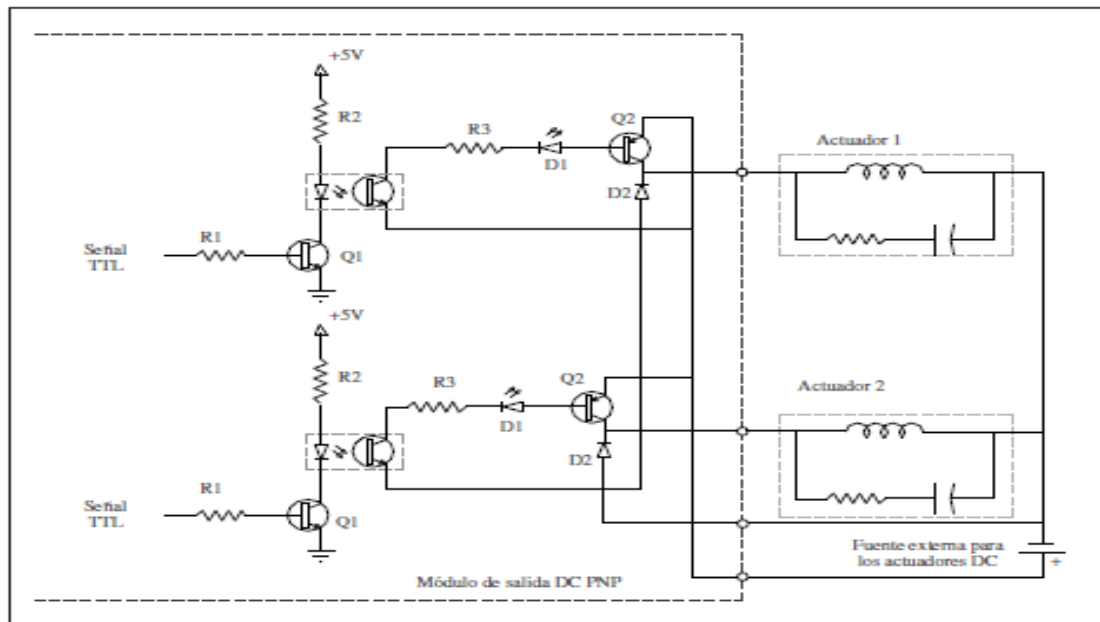 +5V
R2
R3
D1
Q2
D2
Actuador 1
Señal
TTL
R1
Q1
+5V
R2
R3
D1
Q2
D2
Actuador 2
Señal
TTL
R1
Q1
Fuente externa para
los actuadores DC
+
Módulo de salida DC PNP